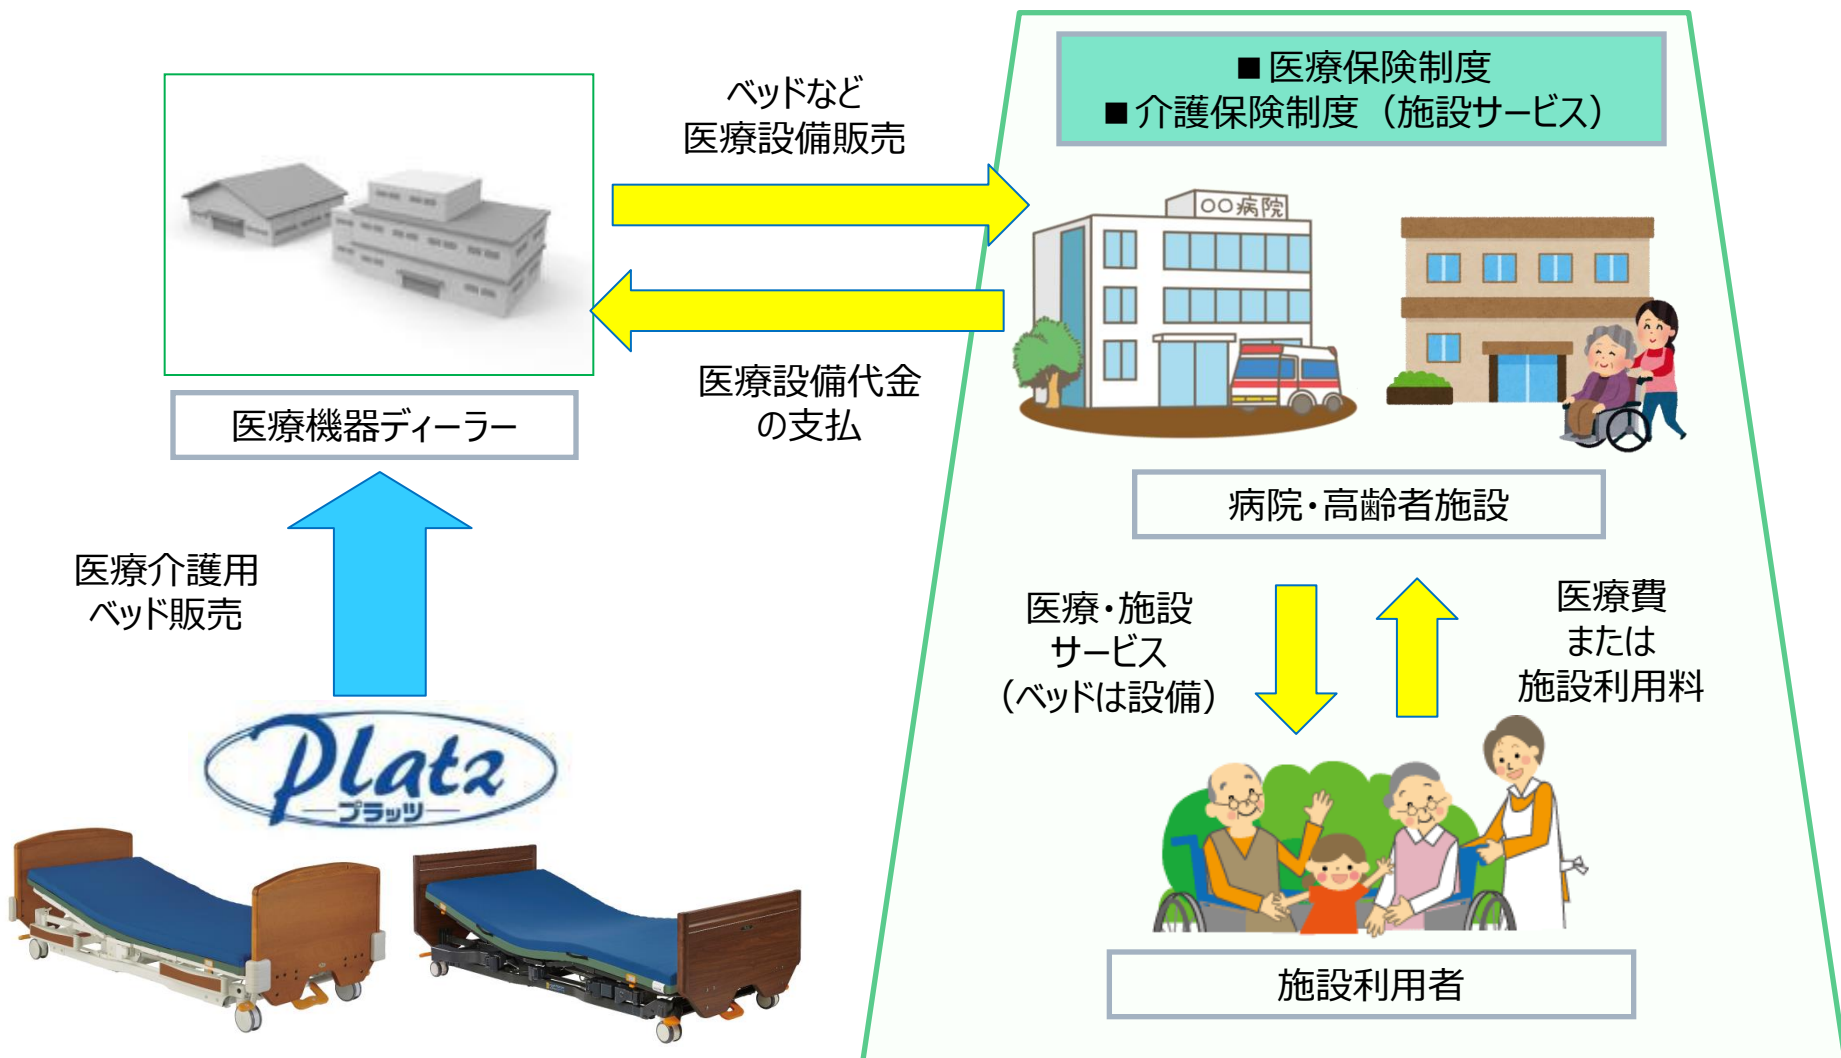 ■医療保険制度
■介護保険制度（施設サービス）
ベッドなど
医療設備販売
〇〇病院
医療設備代金
の支払
医療機器ディーラー
病院・高齢者施設
医療介護用
ベッド販売
医療・施設
サービス
（ベッドは設備）
医療費
または
施設利用料
Platz
プラッツ
施設利用者